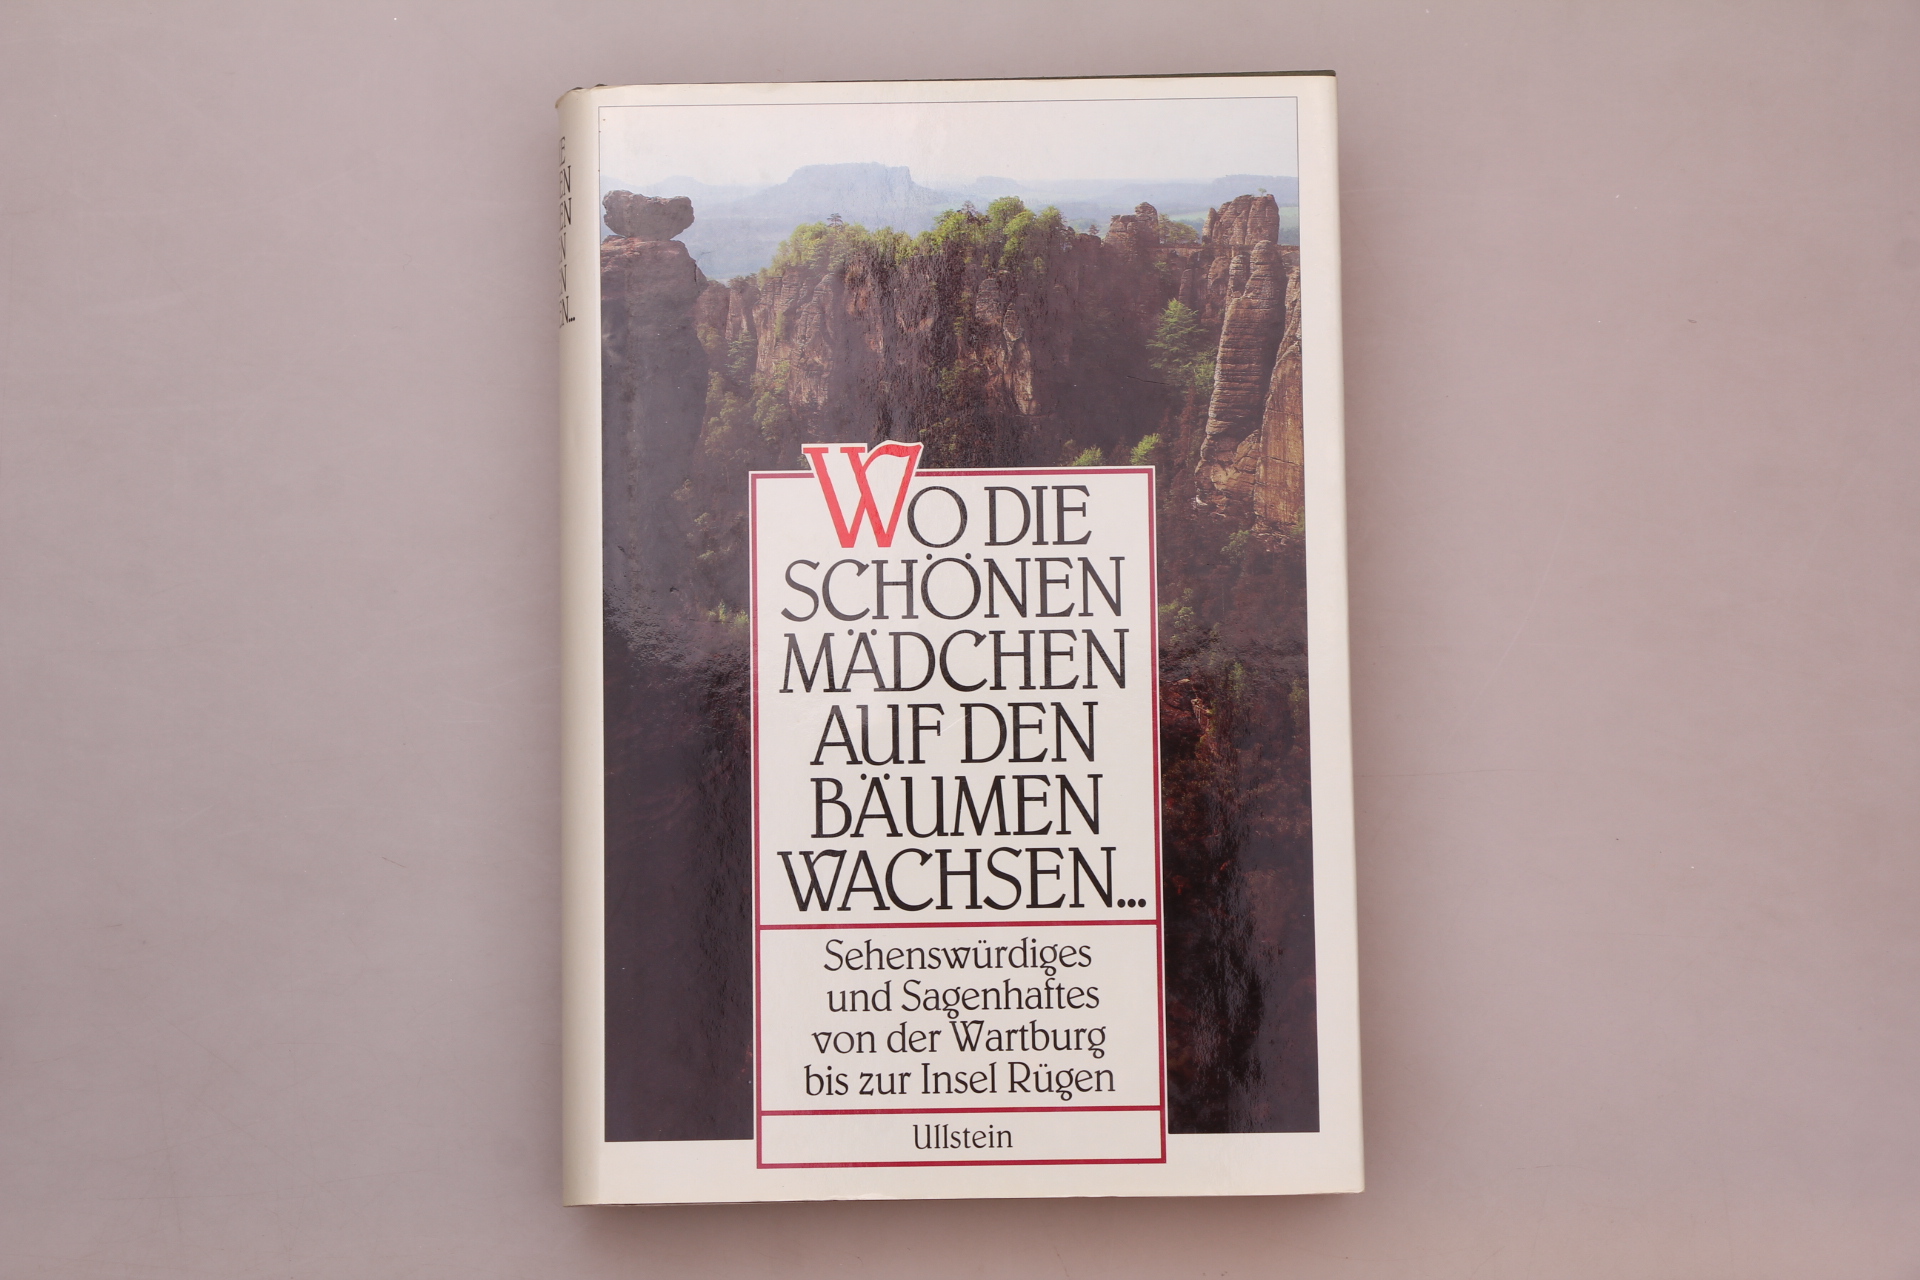 WO DIE
SCHÖNEN
MÄDCHEN
AUF DEN
BÄUMEN
WACHSEN...
Sehenswürdiges
und Sagenhaftes
von der Wartburg
bis zur Insel Rügen
Ullstein